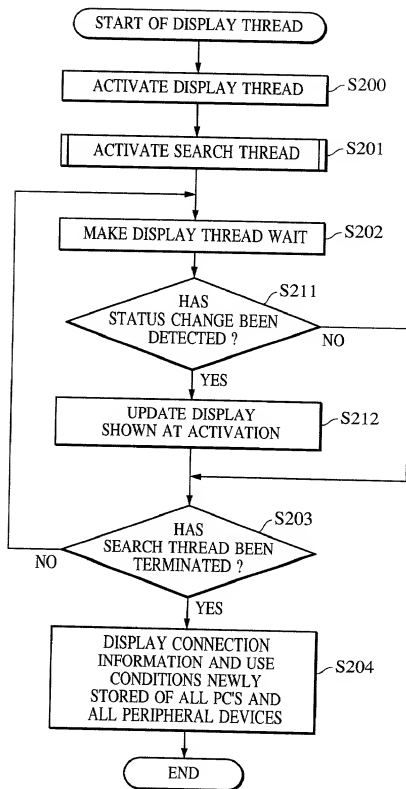 START OF DISPLAY THREAD
ACTIVATE DISPLAY THREAD
S200
ACTIVATE SEARCH THREAD
S201
MAKE DISPLAY THREAD WAIT
S202
HAS
STATUS CHANGE BEEN
DETECTED ?
S211
NO
YES
UPDATE DISPLAY
SHOWN AT ACTIVATION
S212
HAS
SEARCH THREAD BEEN
TERMINATED ?
S203
NO
YES
DISPLAY CONNECTION
INFORMATION AND USE
CONDITIONS NEWLY
STORED OF ALL PC'S AND
ALL PERIPHERAL DEVICES
S204
END